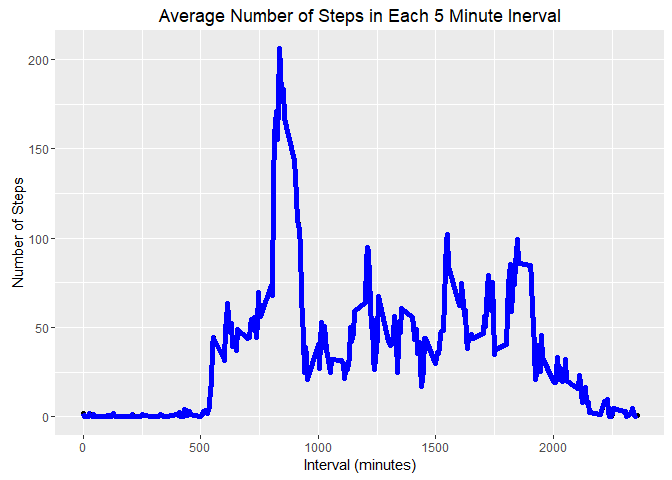 Average Number of Steps in Each 5 Minute Inerval
200
150
100
50
0
Number of Steps
0 500 1000 1500 2000
Interval (minutes)